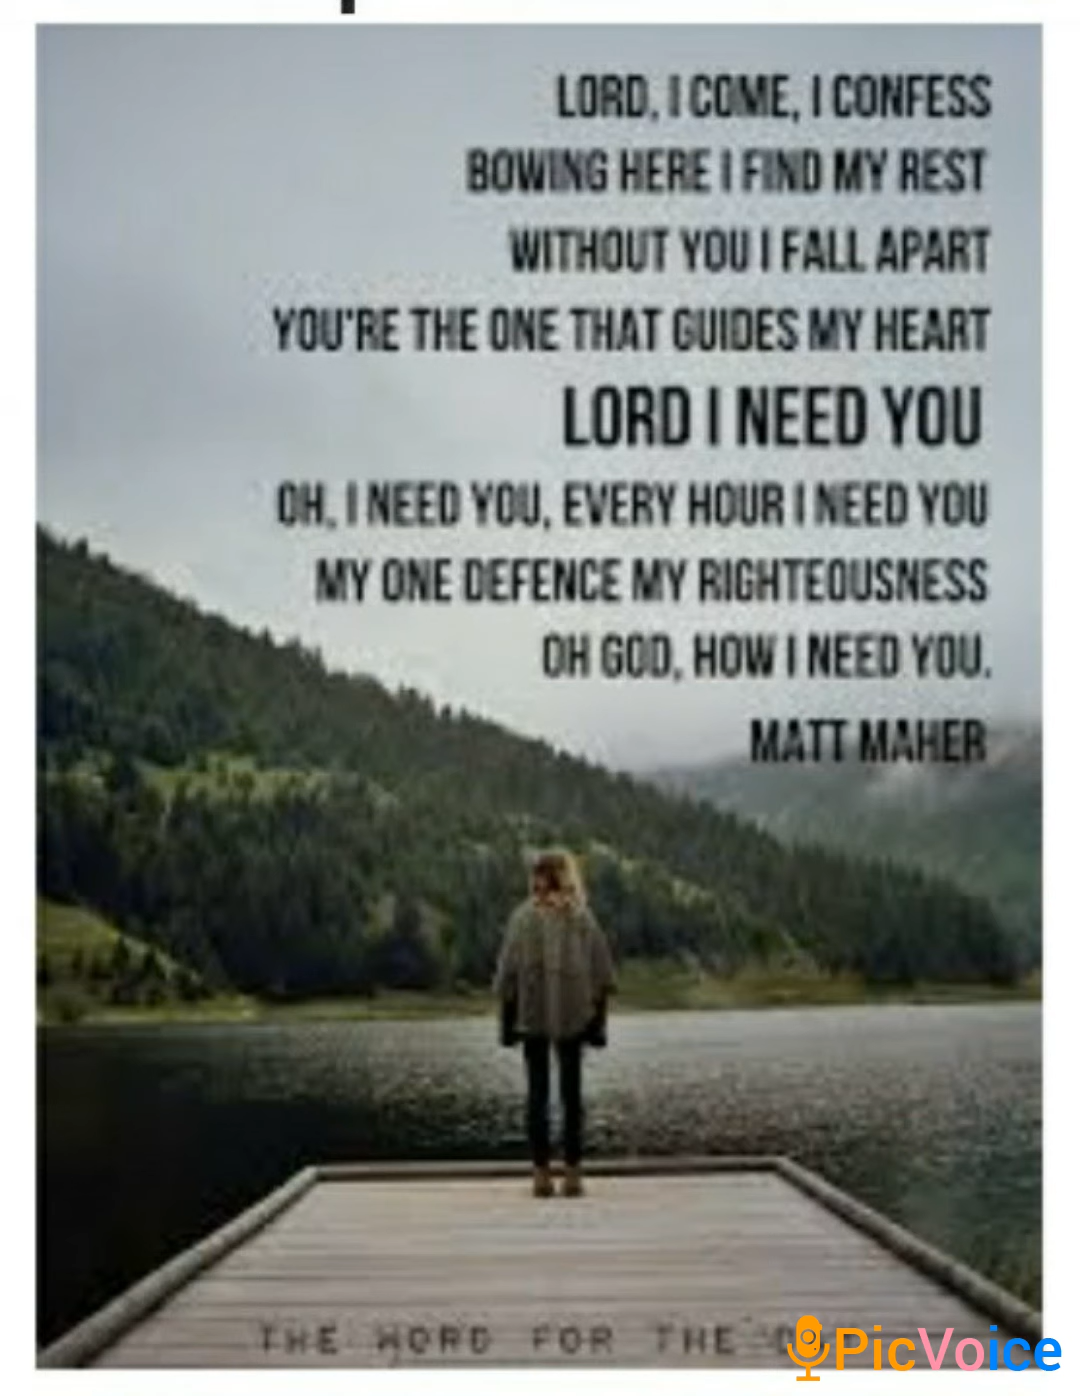 LORD, I COME, I CONFESS
BOWING HERE I FIND MY REST
WITHOUT YOU I FALL APART
YOU'RE THE ONE THAT GUIDES MY HEART
LORD I NEED YOU
OH, I NEED YOU, EVERY HOUR I NEED YOU
MY ONE DEFENCE MY RIGHTEOUSNESS
OH GOD, HOW I NEED YOU.
MATT MAHER
THE WORD FOR THE
PicVoice